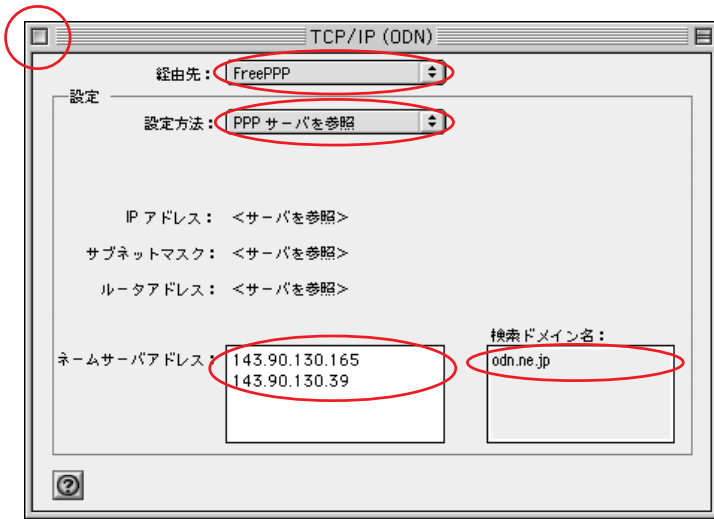 TCP/IP (ODN)
経由先： FreePPP
設定
設定方法： PPP サーバを参照
IP アドレス： <サーバを参照>
サブネットマスク： <サーバを参照>
ルータアドレス： <サーバを参照>
検索ドメイン名：
ネームサーバアドレス： 143.90.130.165 odn.ne.jp
143.90.130.39
?